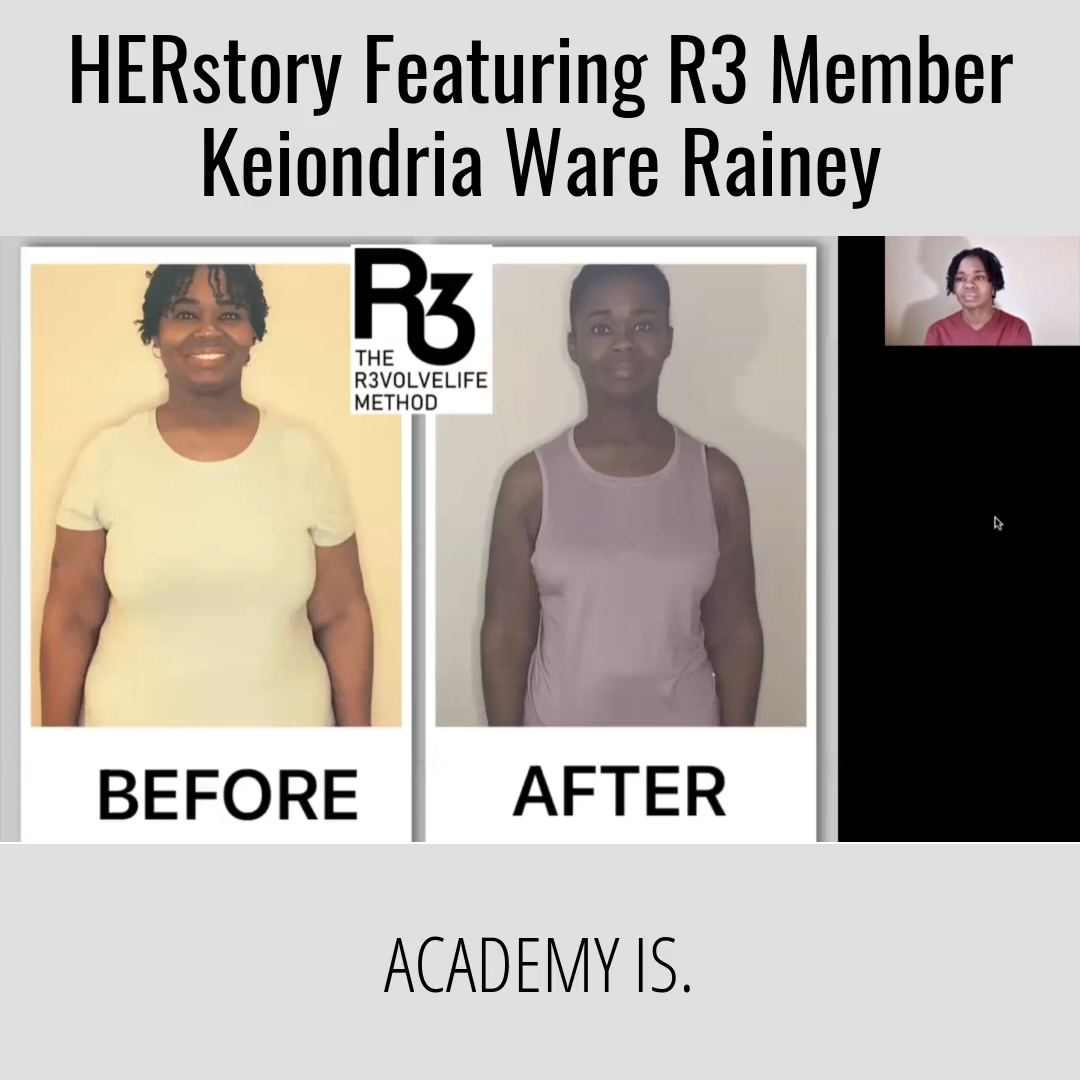 HERstory Featuring R3 Member
Keiondria Ware Rainey
R3
THE
R3VOLVELIFE
METHOD
BEFORE
AFTER
ACADEMY IS.